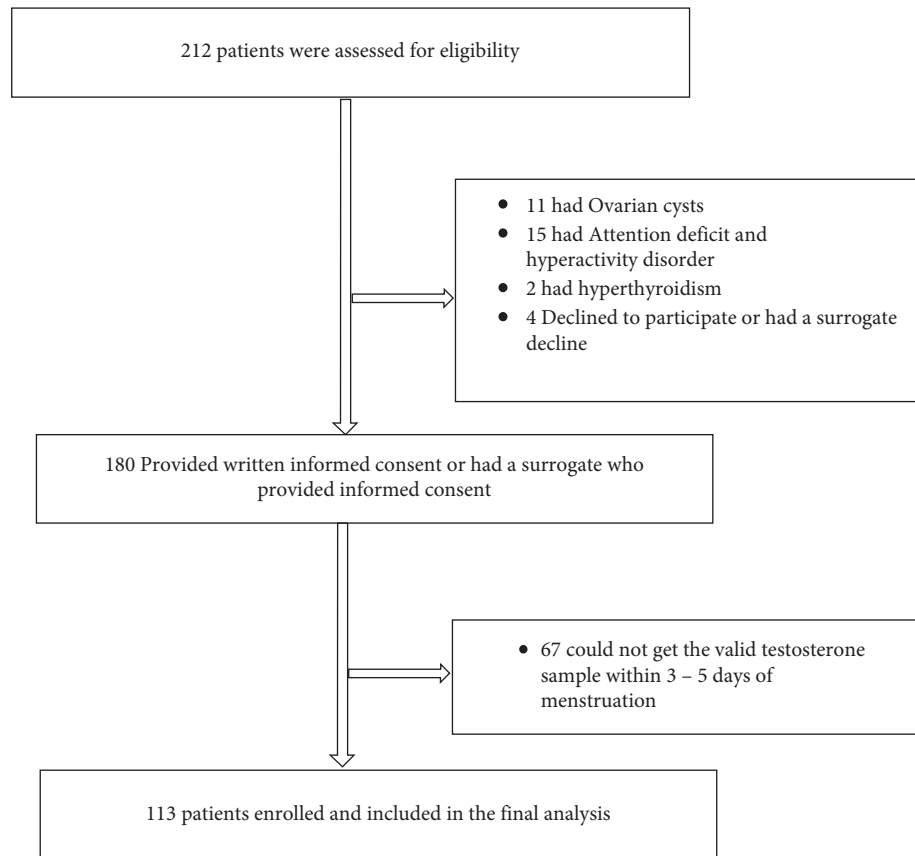 212 patients were assessed for eligibility
● 11 had Ovarian cysts
● 15 had Attention deficit and
hyperactivity disorder
● 2 had hyperthyroidism
● 4 Declined to participate or had a surrogate
decline
180 Provided written informed consent or had a surrogate who
provided informed consent
● 67 could not get the valid testosterone
sample within 3 – 5 days of
menstruation
113 patients enrolled and included in the final analysis